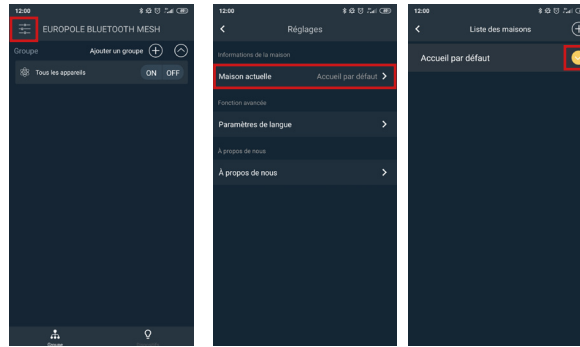 12:00
EUROPOLE BLUETOOTH MESH
Groupe
Ajouter un groupe
Tous les appareils
ON OFF
Groupe
12:00
Réglages
Informations de la maison
Maison actuelle
Accueil par défaut
Fonction avancée
Paramètres de langue
À propos de nous
À propos de nous
12:00
Liste des maisons
Accueil par défaut